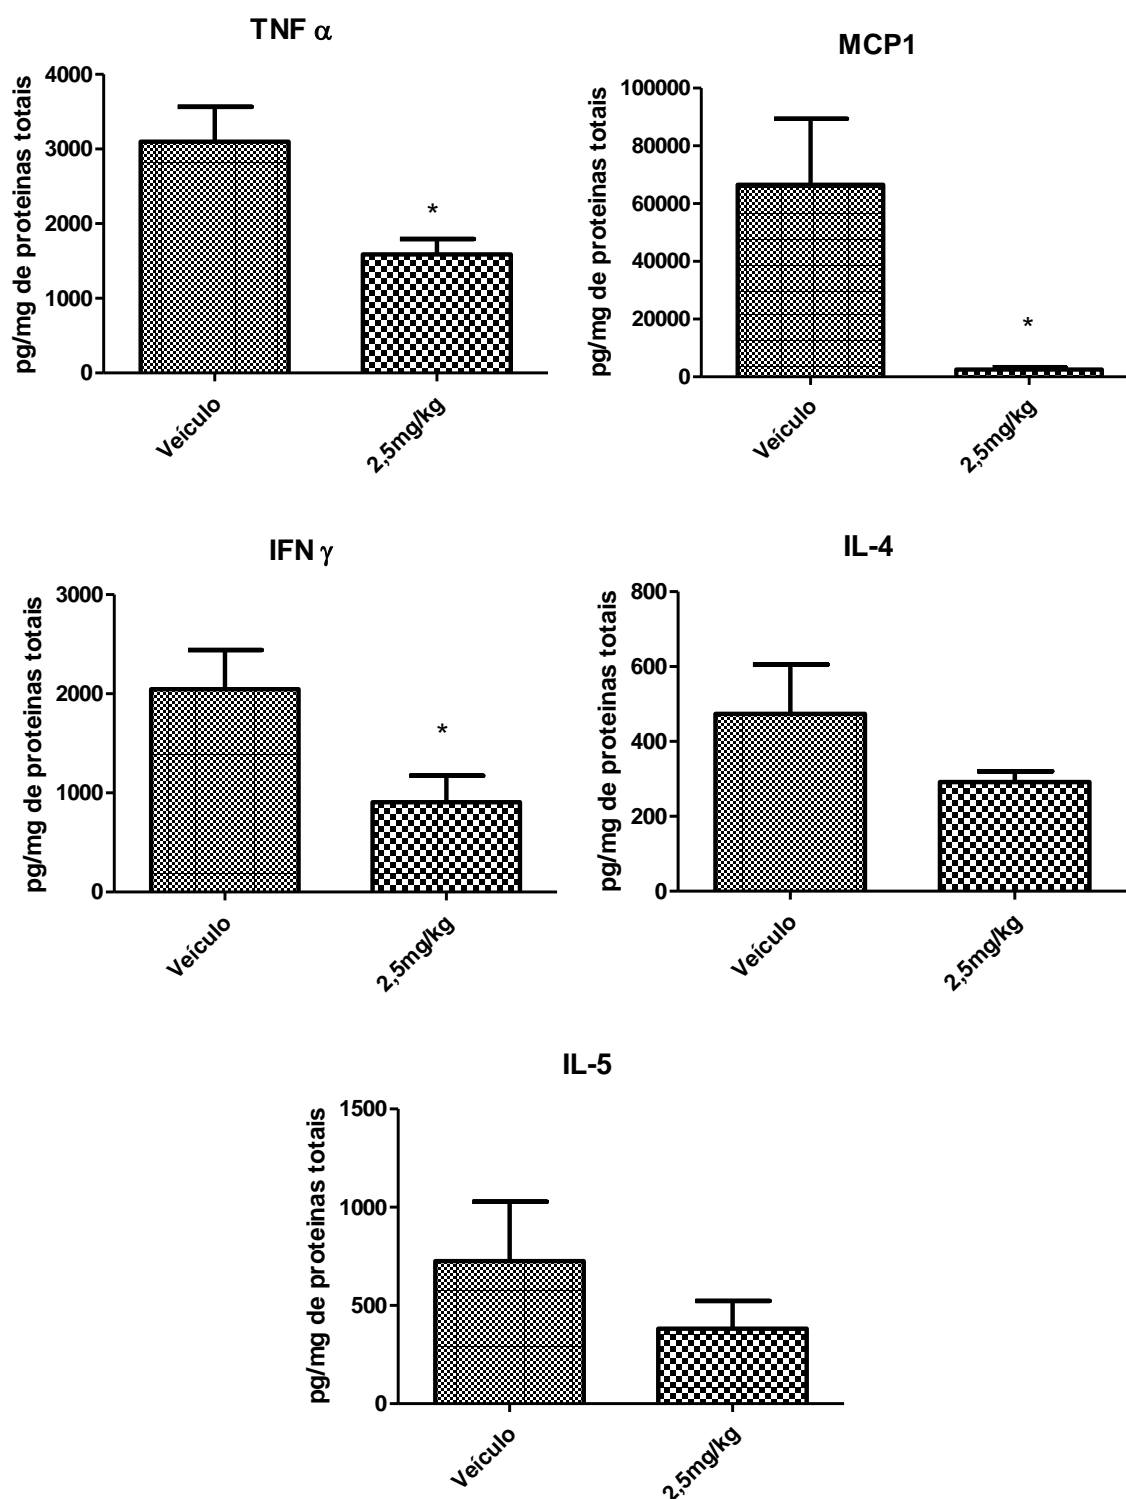 TNF α
pg/mg de proteinas totais
4000
3000
2000
1000
0
*
Veículo
2,5mg/kg
MCP1
pg/mg de proteinas totais
100000
80000
60000
40000
20000
0
*
Veículo
2,5mg/kg
IFN γ
pg/mg de proteinas totais
3000
2000
1000
0
*
Veículo
2,5mg/kg
IL-4
pg/mg de proteinas totais
800
600
400
200
0
Veículo
2,5mg/kg
IL-5
pg/mg de proteinas totais
1500
1000
500
0
Veículo
2,5mg/kg